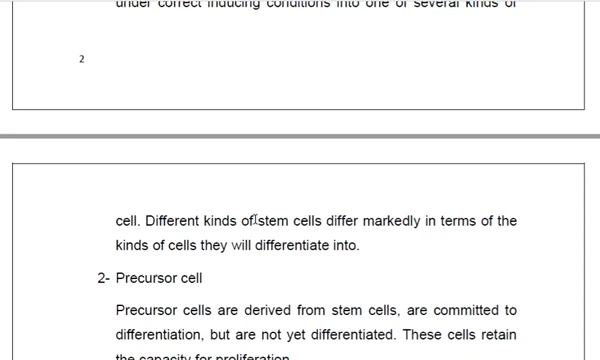 under correct inducing conditions into one of several kinds of
2
cell. Different kinds of stem cells differ markedly in terms of the
kinds of cells they will differentiate into.
2- Precursor cell
Precursor cells are derived from stem cells, are committed to
differentiation, but are not yet differentiated. These cells retain
the capacity for proliferation